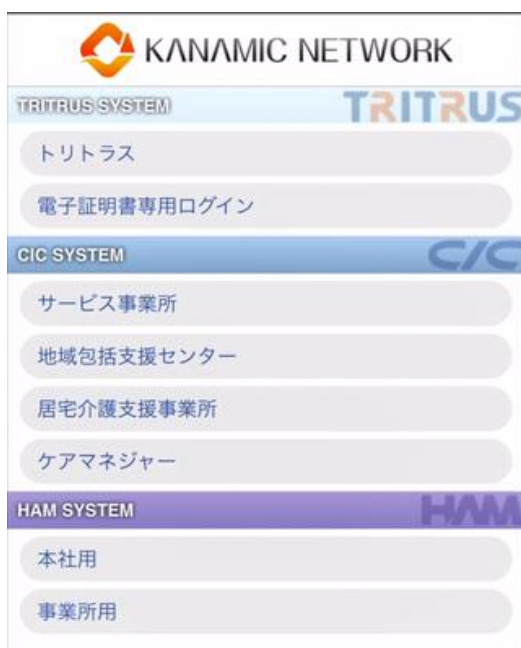 KANAMIC NETWORK
TRITRUS SYSTEM TRITRUS
トリトラス
電子証明書専用ログイン
CIC SYSTEM CIC
サービス事業所
地域包括支援センター
居宅介護支援事業所
ケアマネジャー
HAM SYSTEM HAM
本社用
事業所用